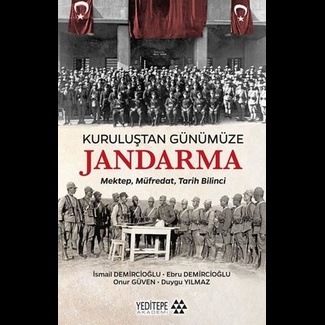 KURULUŞTAN GÜNÜMÜZE
JANDARMA
Mektep, Müfredat, Tarih Bilinci
İsmail DEMİRCİOĞLU • Ebru DEMİRCİOĞLU
Onur GÜVEN • Duygu YILMAZ
YEDİTEPE
AKADEMİ